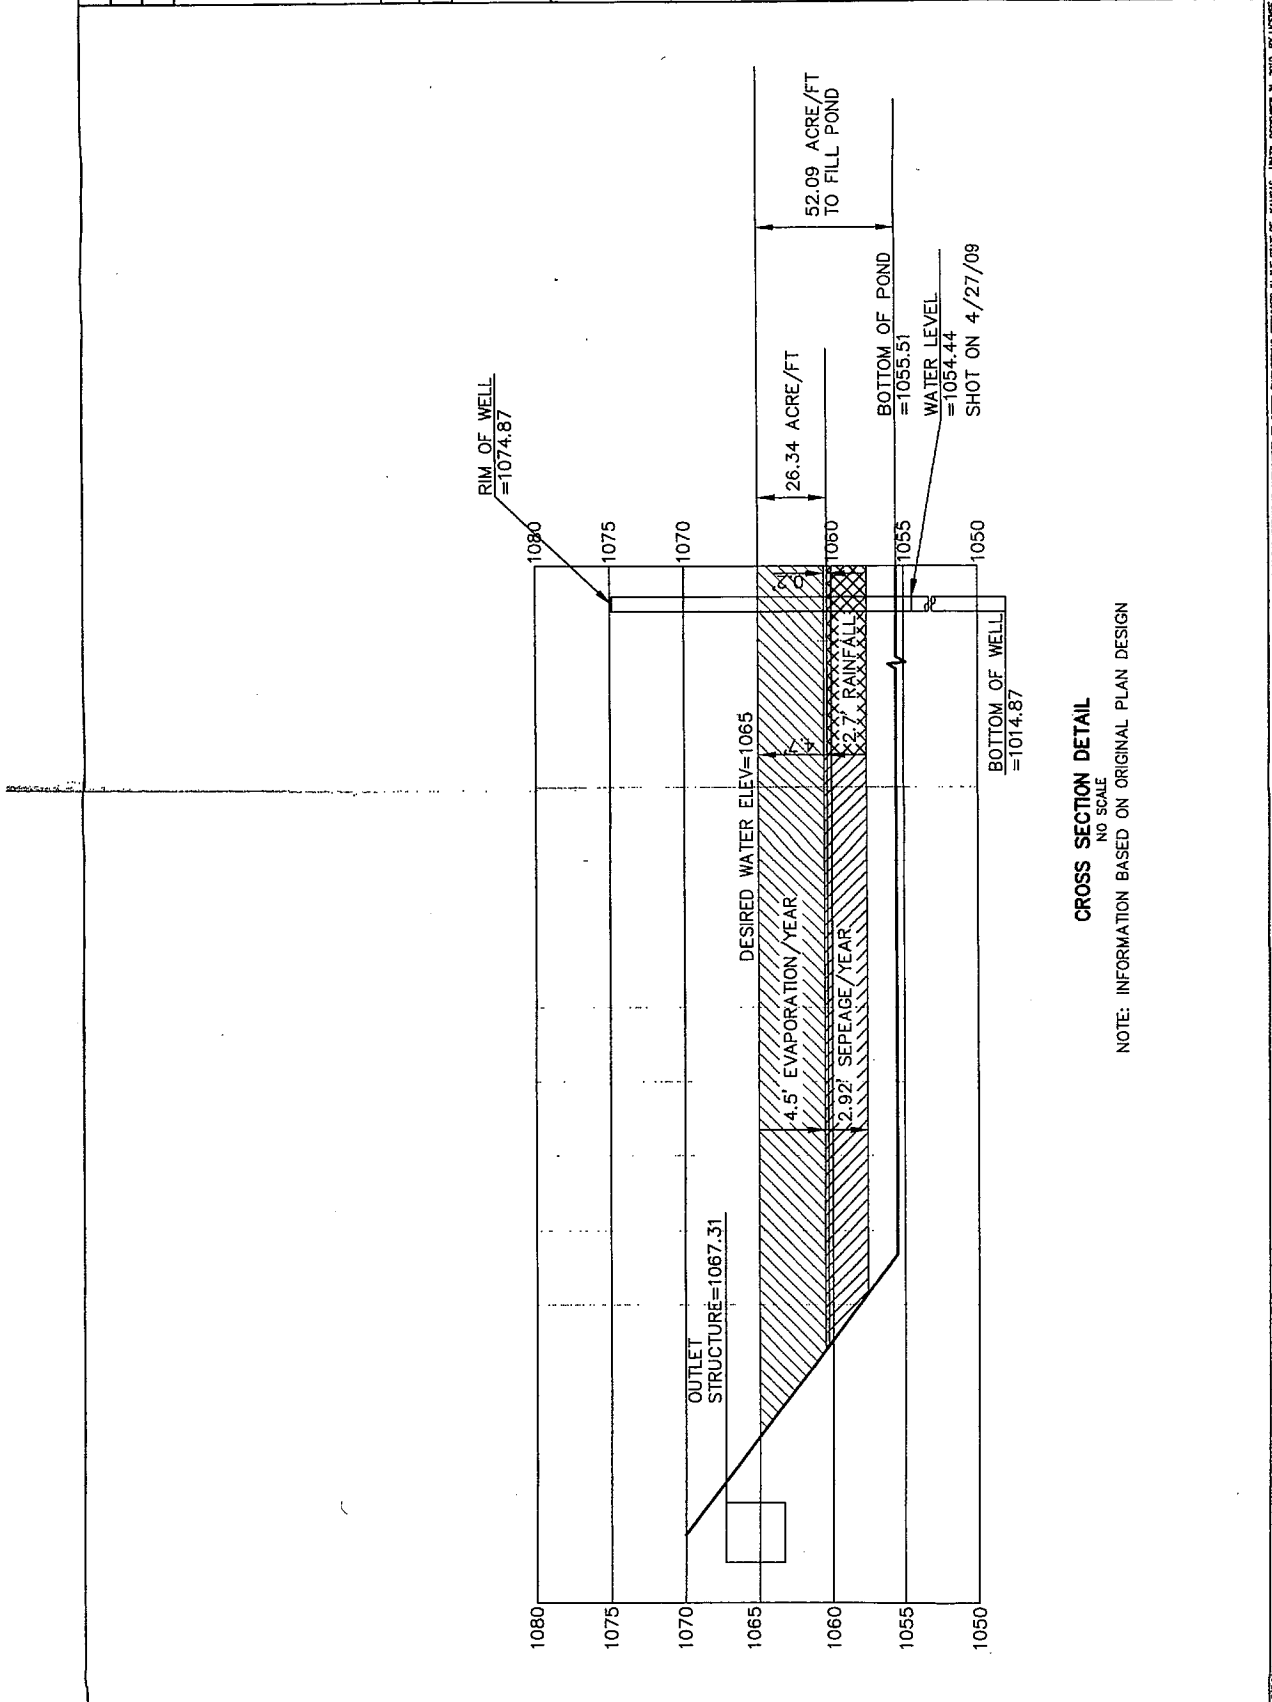 1080
1075
1070
1065
1060
1055
1050
OUTLET
STRUCTURE=1067.31
DESIRED WATER ELEV=1065
4.5' EVAPORATION/YEAR
2.92' SEPEAGE/YEAR
4.7'
2.7' RAINFALL
0.2'
RIM OF WELL
=1074.87
1080
1075
1070
1060
1055
1050
26.34 ACRE/FT
52.09 ACRE/FT
TO FILL POND
BOTTOM OF POND
=1055.51
WATER LEVEL
=1054.44
SHOT ON 4/27/09
BOTTOM OF WELL
=1014.87
CROSS SECTION DETAIL
NO SCALE
NOTE: INFORMATION BASED ON ORIGINAL PLAN DESIGN